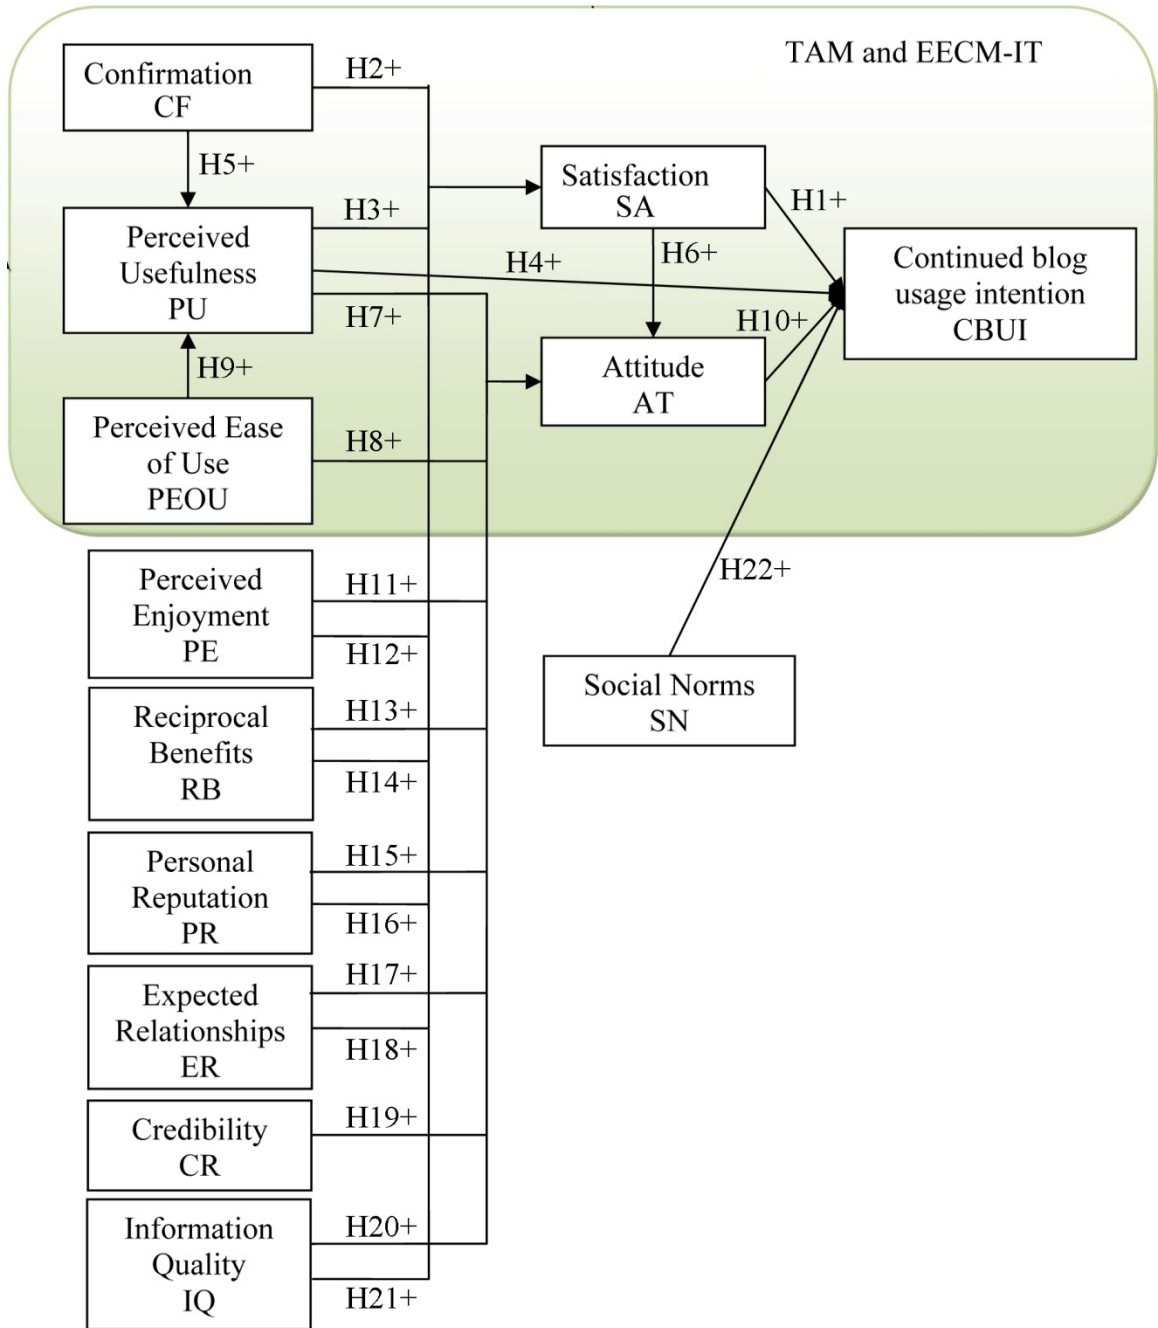 TAM and EECM-IT
Confirmation
CF
H2+
H5+
Perceived
Usefulness
PU
H3+
H4+
H7+
H9+
Perceived Ease
of Use
PEOU
H8+
Satisfaction
SA
H1+
H6+
Attitude
AT
H10+
Continued blog
usage intention
CBUI
Perceived
Enjoyment
PE
H11+
H12+
Reciprocal
Benefits
RB
H13+
H14+
Personal
Reputation
PR
H15+
H16+
Expected
Relationships
ER
H17+
H18+
Credibility
CR
H19+
Information
Quality
IQ
H20+
H21+
H22+
Social Norms
SN